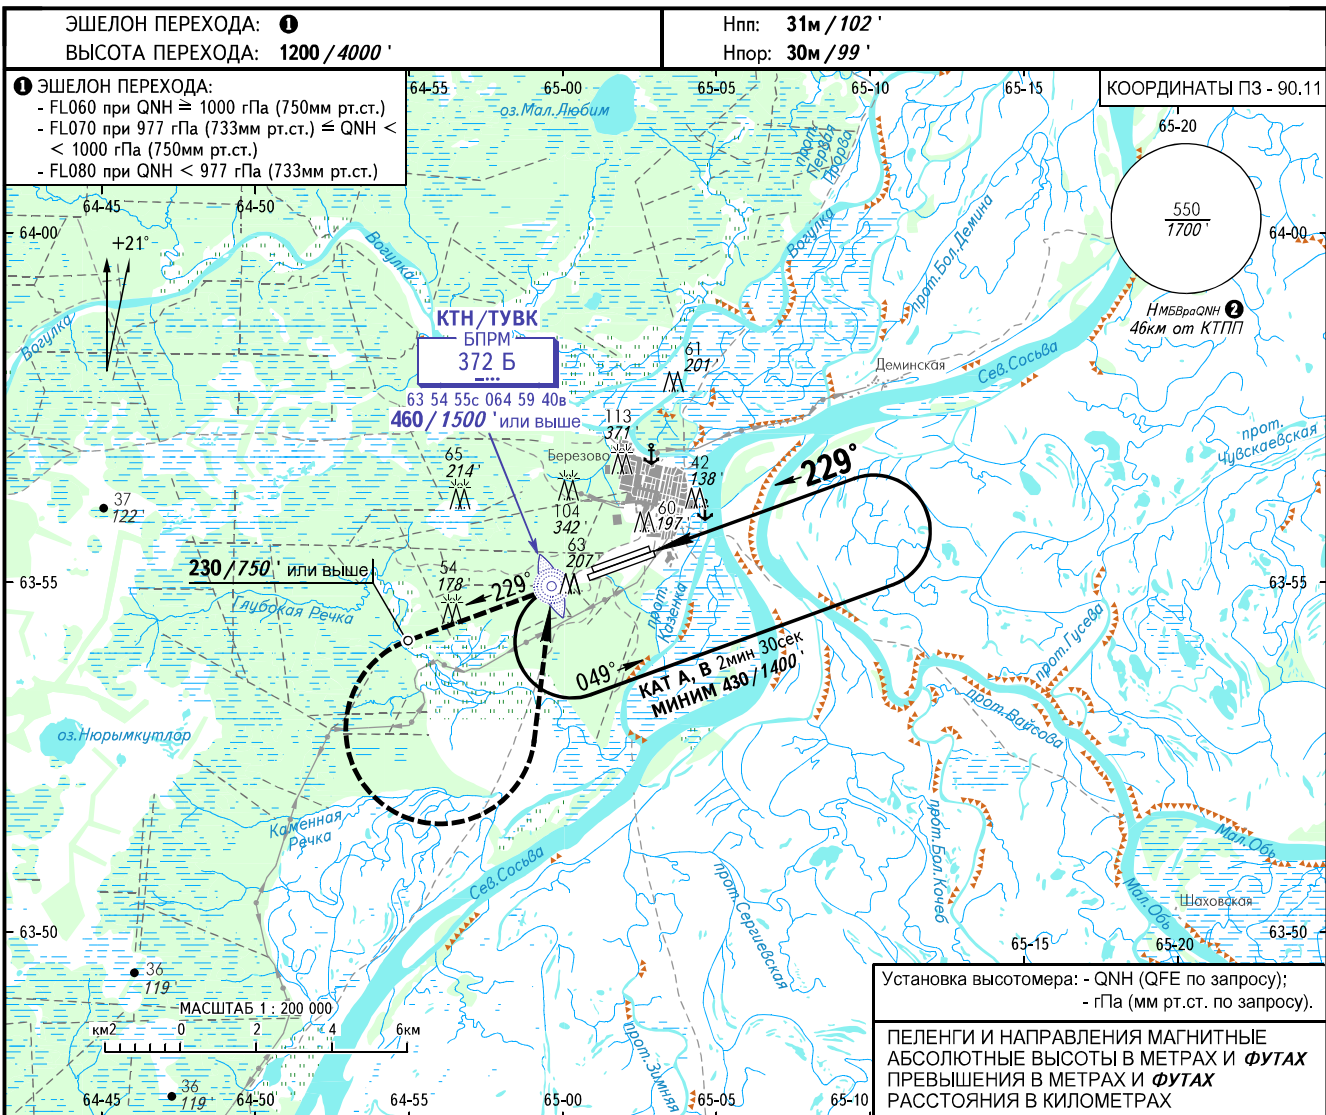 ЭШЕЛОН ПЕРЕХОДА: ❶
ВЫСОТА ПЕРЕХОДА: 1200 / 4000 '
Нпп: 31м / 102 '
Нпор: 30м / 99 '
❶ ЭШЕЛОН ПЕРЕХОДА:
- FL060 при QNH ≧ 1000 гПа (750мм рт.ст.)
- FL070 при 977 гПа (733мм рт.ст.) ≦ QNH <
< 1000 гПа (750мм рт.ст.)
- FL080 при QNH < 977 гПа (733мм рт.ст.)
64-55
65-00
65-05
65-10
65-15
КООРДИНАТЫ ПЗ - 90.11
65-20
оз.Мал.Любим
прот.
Первая
Прорва
64-45
64-50
64-00
+21°
Вогулка
Вогулка
Вогулка
прот.Бол.Демина
550
1700 '
64-00
НмБВраQNH ❷
46км от КТПП
КТН/ТУВК
БПРМ
372 Б
63 54 55с 064 59 40в
460 / 1500 ' или выше
61
201 '
Деминская
Сев.Сосьва
113
371 '
Березово
65
214 '
42
138 '
229°
прот.
Чувскаевская
37
122 '
104
342 '
60
197 '
63
207 '
230 / 750 ' или выше
54
178 '
229°
63-55
63-55
Глубокая Речка
прот.
Казенка
прот.Гусева
049°
КАТ А, В 2мин 30сек
МИНИМ 430 / 1400 '
прот.Вайсова
оз.Нюрымкутлор
Каменная
Речка
Сев.Сосьва
прот.Сергиевская
прот.Бол.Кочеб
Мал.Обь
Мал.Обь
Шаховская
63-50
65-15
65-20
63-50
36
119 '
МАСШТАБ 1 : 200 000
км2 0 2 4 6км
прот.Зимняя
36
119 '
64-45
64-50
64-55
65-00
65-05
65-10
Установка высотомера: - QNH (QFE по запросу);
- гПа (мм рт.ст. по запросу).
ПЕЛЕНГИ И НАПРАВЛЕНИЯ МАГНИТНЫЕ
АБСОЛЮТНЫЕ ВЫСОТЫ В МЕТРАХ И ФУТАХ
ПРЕВЫШЕНИЯ В МЕТРАХ И ФУТАХ
РАССТОЯНИЯ В КИЛОМЕТРАХ